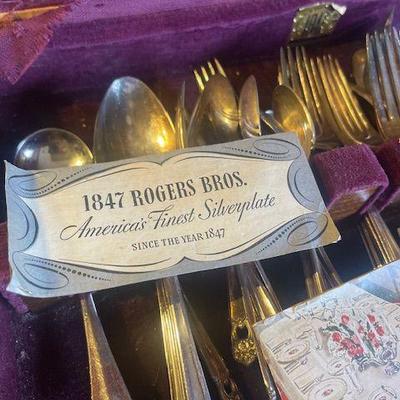 1847 ROGERS BROS.
America's Finest Silverplate
SINCE THE YEAR 1847